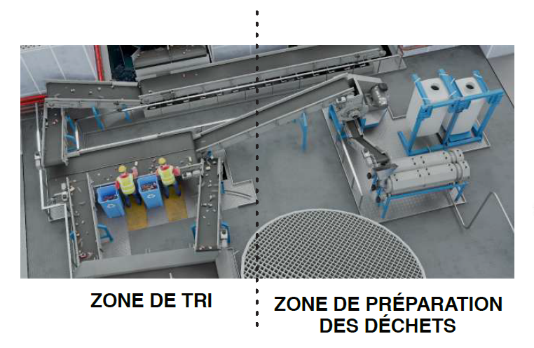 ZONE DE TRI
ZONE DE PRÉPARATION
DES DÉCHETS